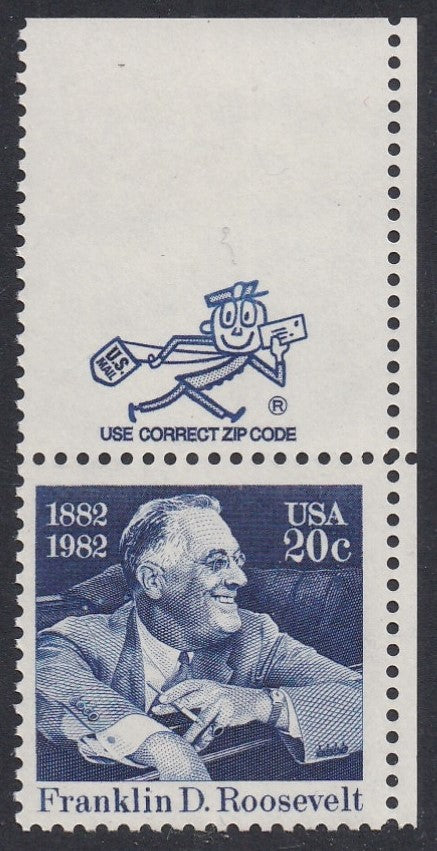 U.S.
MAIL
®
USE CORRECT ZIP CODE
1882
1982
USA
20c
Franklin D. Roosevelt